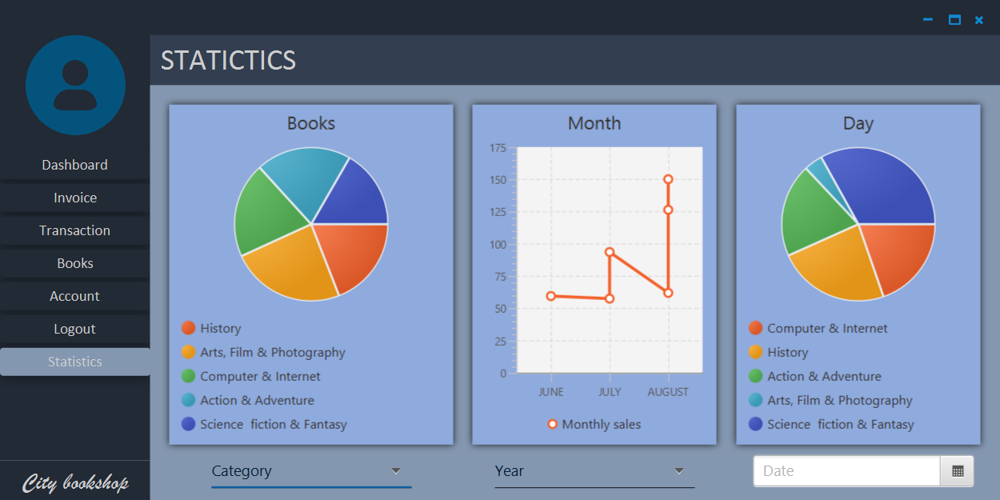 STATICTICS
Dashboard
Invoice
Transaction
Books
Account
Logout
Statistics
City bookshop
Books
History
Arts, Film & Photography
Computer & Internet
Action & Adventure
Science  fiction & Fantasy
Month
175
150
125
100
75
50
25
0
JUNE JULY AUGUST
Monthly sales
Day
Computer & Internet
History
Action & Adventure
Arts, Film & Photography
Science  fiction & Fantasy
Category
Year
Date